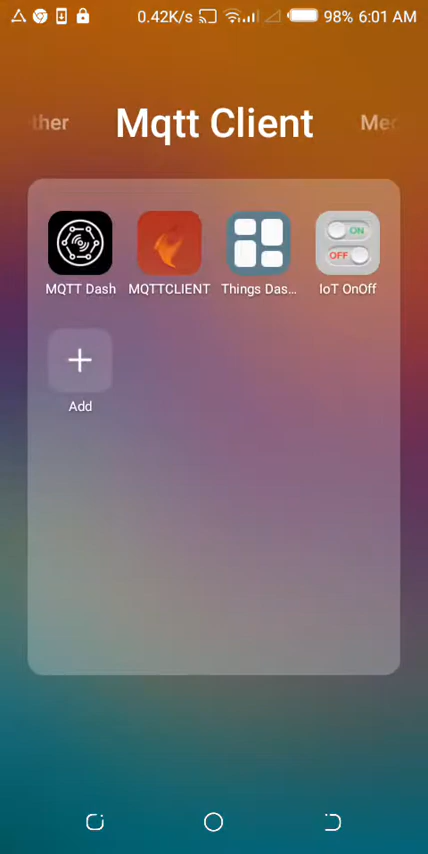 0.42K/s 98% 6:01 AM
ther Mqtt Client Med
ON
OFF
MQTT Dash MQTTCLIENT Things Das... IoT OnOff
Add